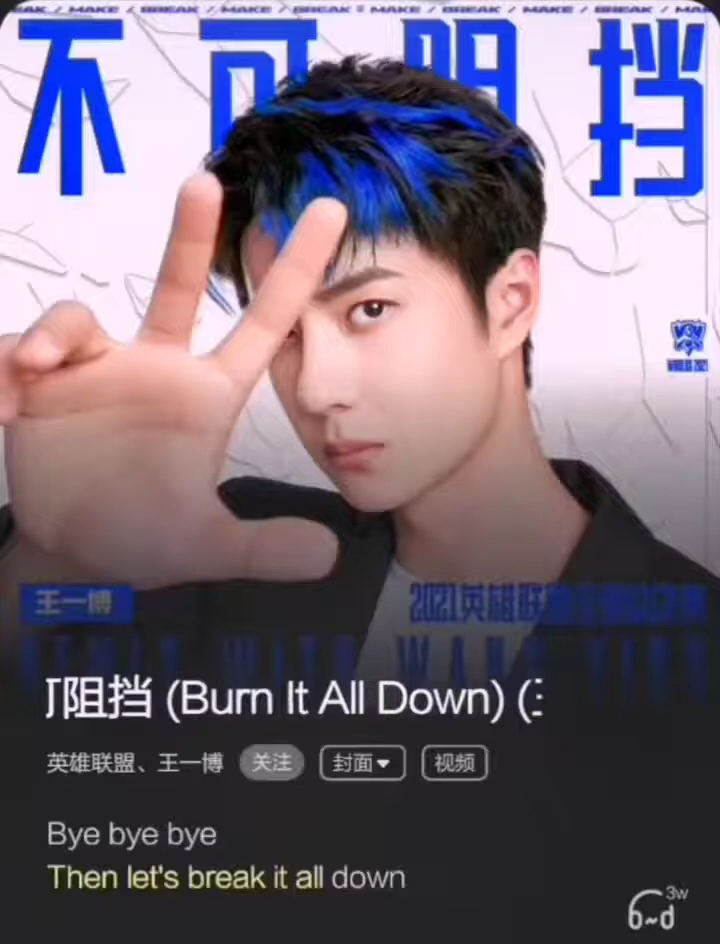 MAKE / BREAK / MAKE / BREAK / MAKE / BREAK / MAKE / BREAK
不可阻挡
王一博
2021英雄联盟
阻挡 (Burn It All Down) (
英雄联盟、王一博 关注 封面 视频
Bye bye bye
Then let's break it all down
3w